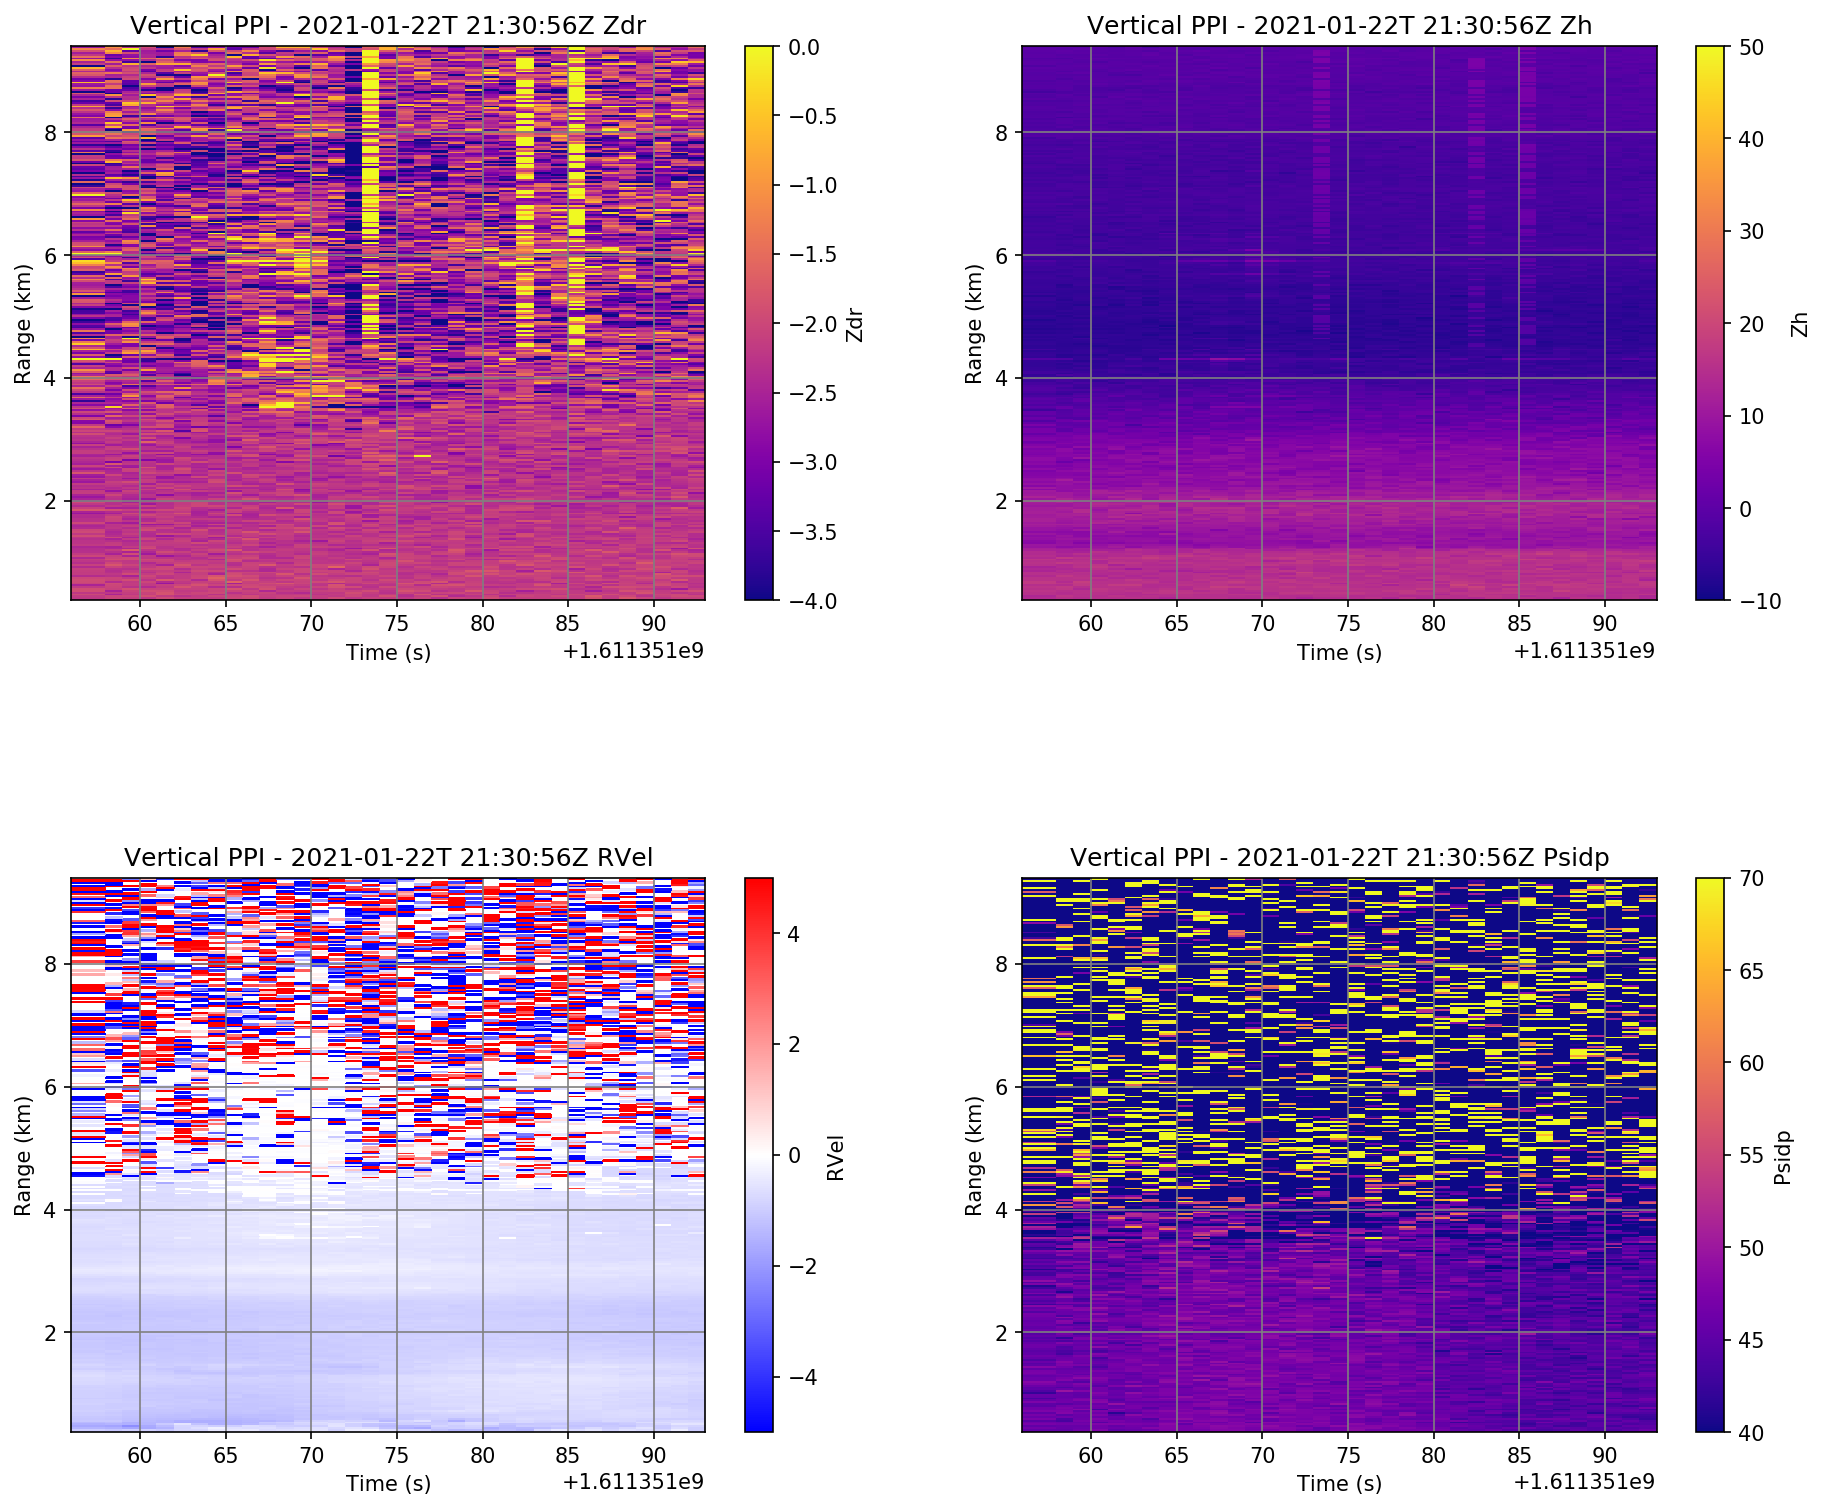 Vertical PPI - 2021-01-22T 21:30:56Z Zdr
Range (km)
8
6
4
2
60 65 70 75 80 85 90
Time (s)
+1.611351e9
0.0
−0.5
−1.0
−1.5
−2.0
−2.5
−3.0
−3.5
−4.0
Zdr
Vertical PPI - 2021-01-22T 21:30:56Z Zh
Range (km)
8
6
4
2
60 65 70 75 80 85 90
Time (s)
+1.611351e9
50
40
30
20
10
0
−10
Zh
Vertical PPI - 2021-01-22T 21:30:56Z RVel
Range (km)
8
6
4
2
60 65 70 75 80 85 90
Time (s)
+1.611351e9
4
2
0
−2
−4
RVel
Vertical PPI - 2021-01-22T 21:30:56Z Psidp
Range (km)
8
6
4
2
60 65 70 75 80 85 90
Time (s)
+1.611351e9
70
65
60
55
50
45
40
Psidp